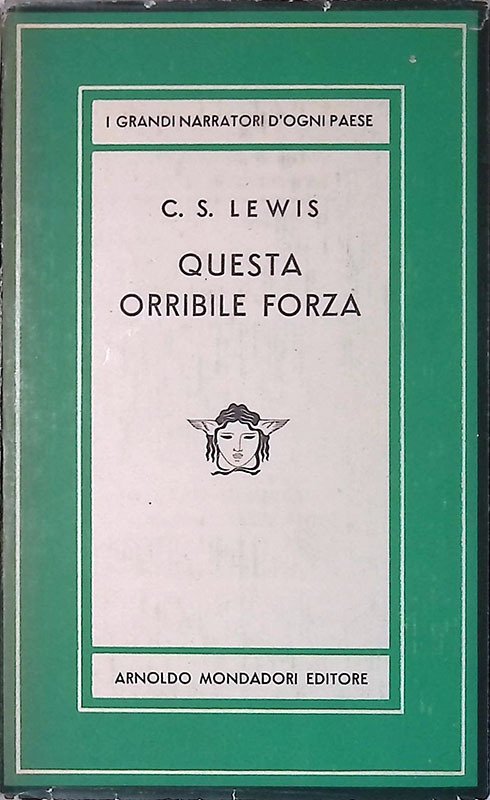 I GRANDI NARRATORI D'OGNI PAESE
C. S. LEWIS
QUESTA
ORRIBILE FORZA
ARNOLDO MONDADORI EDITORE